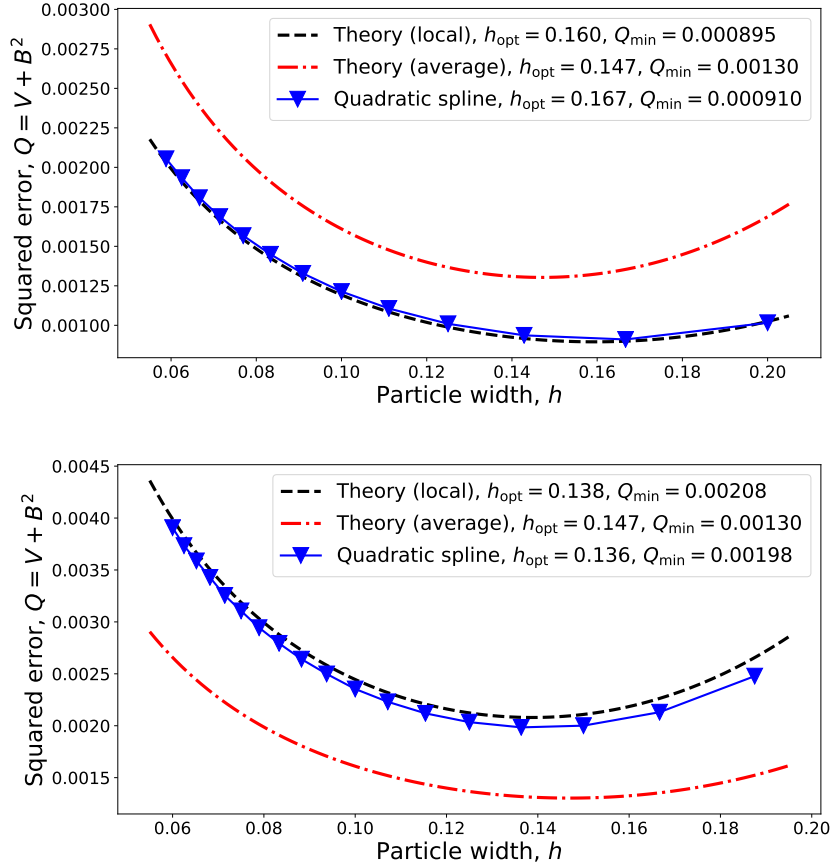 0.00300
0.00275
0.00250
0.00225
0.00200
0.00175
0.00150
0.00125
0.00100
Squared error, Q = V + B²
Theory (local), h_opt = 0.160, Q_min = 0.000895
Theory (average), h_opt = 0.147, Q_min = 0.00130
Quadratic spline, h_opt = 0.167, Q_min = 0.000910
0.06 0.08 0.10 0.12 0.14 0.16 0.18 0.20
Particle width, h
0.0045
0.0040
0.0035
0.0030
0.0025
0.0020
0.0015
Squared error, Q = V + B²
Theory (local), h_opt = 0.138, Q_min = 0.00208
Theory (average), h_opt = 0.147, Q_min = 0.00130
Quadratic spline, h_opt = 0.136, Q_min = 0.00198
0.06 0.08 0.10 0.12 0.14 0.16 0.18 0.20
Particle width, h